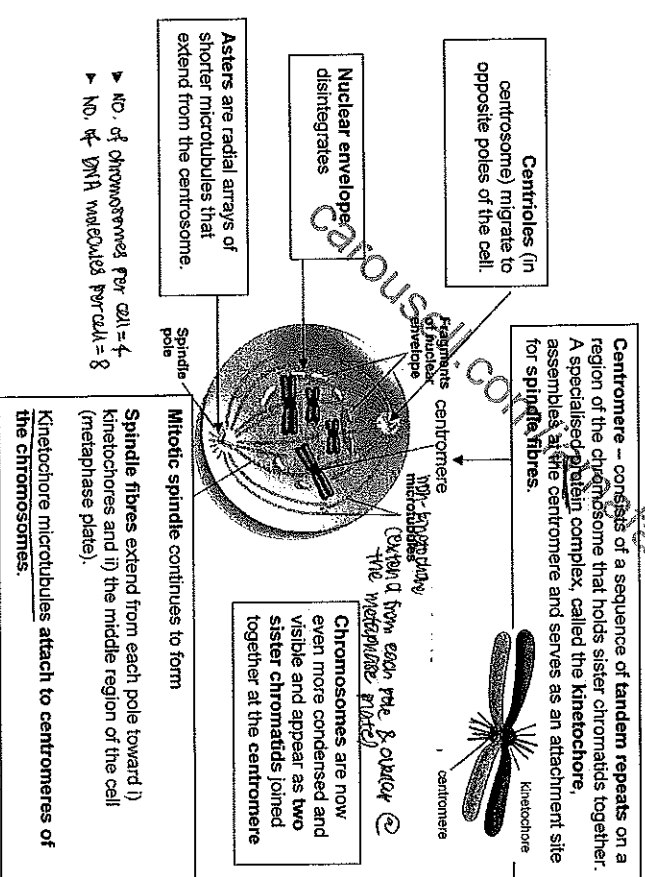 Centromere – consists of a sequence of tandem repeats on a
region of the chromosome that holds sister chromatids together.
A specialised protein complex, called the kinetochore,
assembles at the centromere and serves as an attachment site
for spindle fibres.
kinetochore
centromere
Centrioles (in
centrosome) migrate to
opposite poles of the cell.
Nuclear envelope
disintegrates
Asters are radial arrays of
shorter microtubules that
extend from the centrosome.
Fragments
of nuclear
envelope
centromere
non-kinetochore
microtubules
(extend from each pole & overlap @
the metaphase plate)
Spindle
pole
Chromosomes are now
even more condensed and
visible and appear as two
sister chromatids joined
together at the centromere
Mitotic spindle continues to form
Spindle fibres extend from each pole toward i)
kinetochores and ii) the middle region of the cell
(metaphase plate).
Kinetochore microtubules attach to centromeres of
the chromosomes.
► NO. of chromosomes per cell = 4
► NO. of DNA molecules per cell = 8
carousell.com/